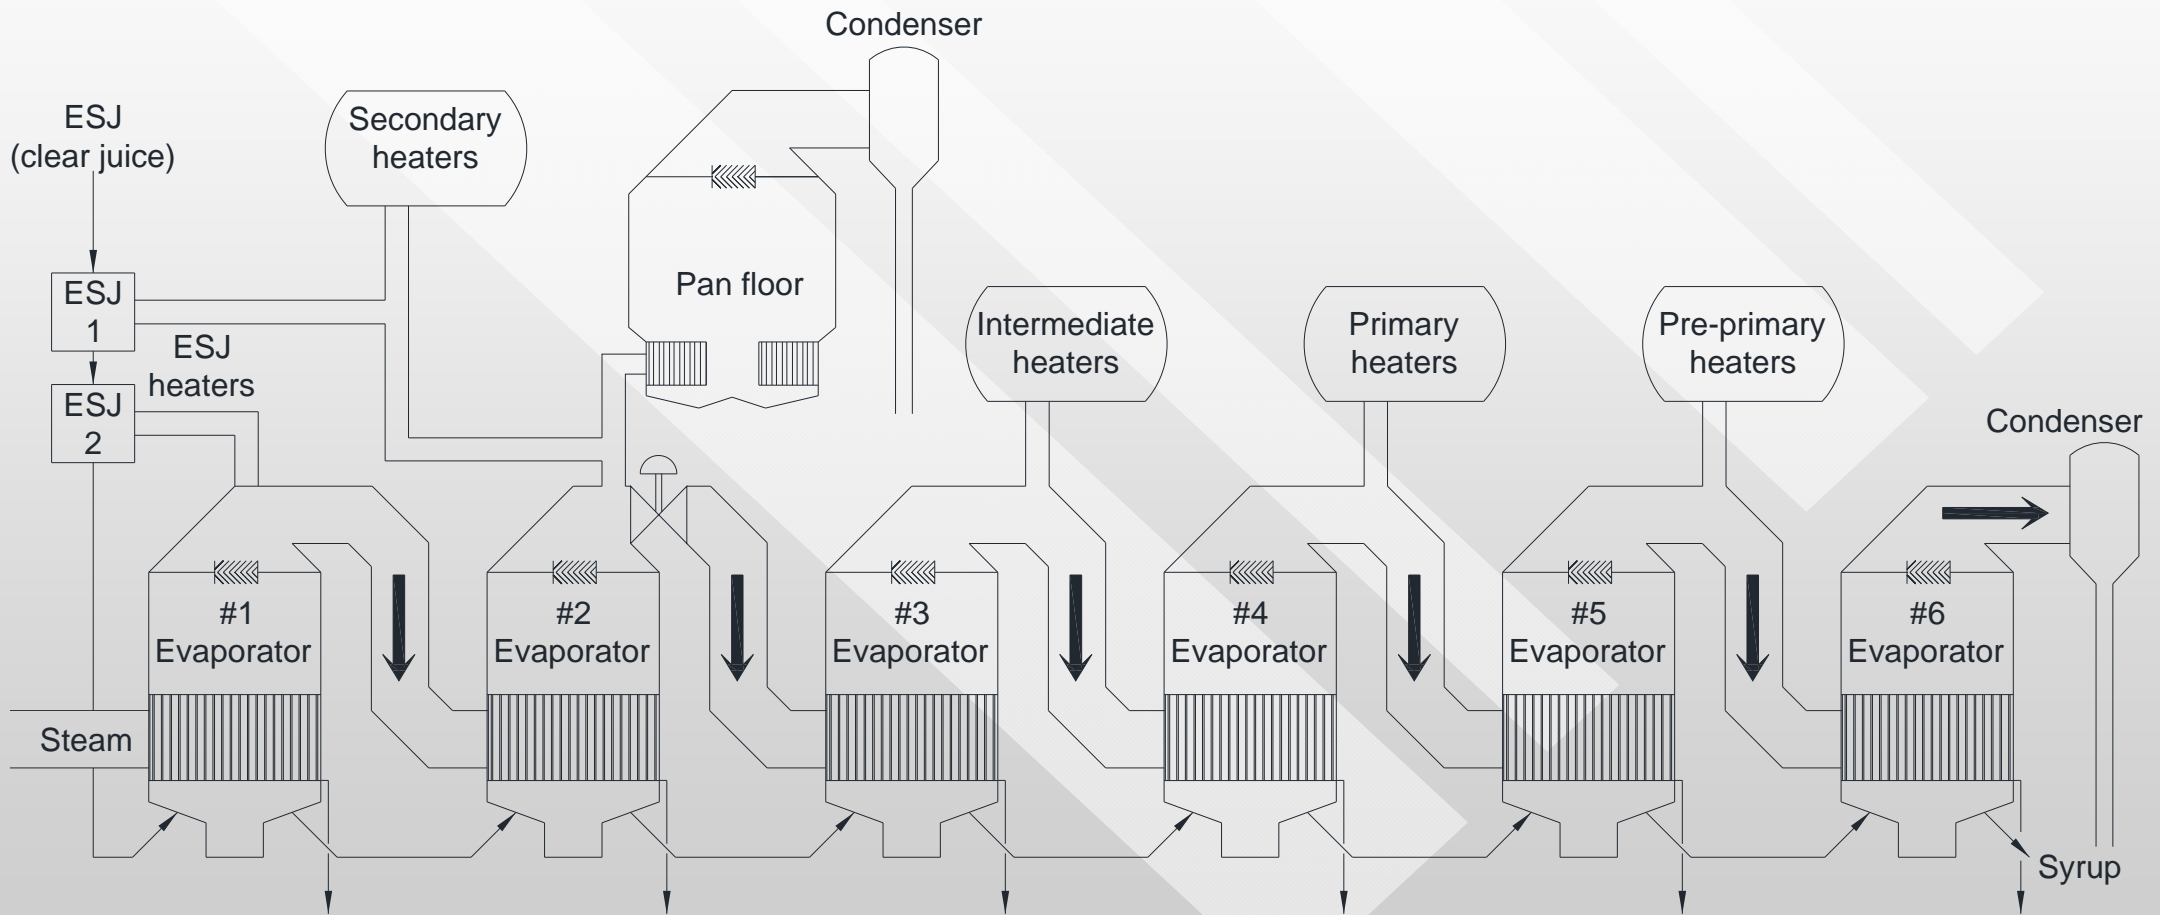 Condenser
ESJ
(clear juice)
Secondary
heaters
ESJ
1
ESJ
heaters
ESJ
2
Pan floor
Intermediate
heaters
Primary
heaters
Pre-primary
heaters
Condenser
#1
Evaporator
#2
Evaporator
#3
Evaporator
#4
Evaporator
#5
Evaporator
#6
Evaporator
Steam
Syrup